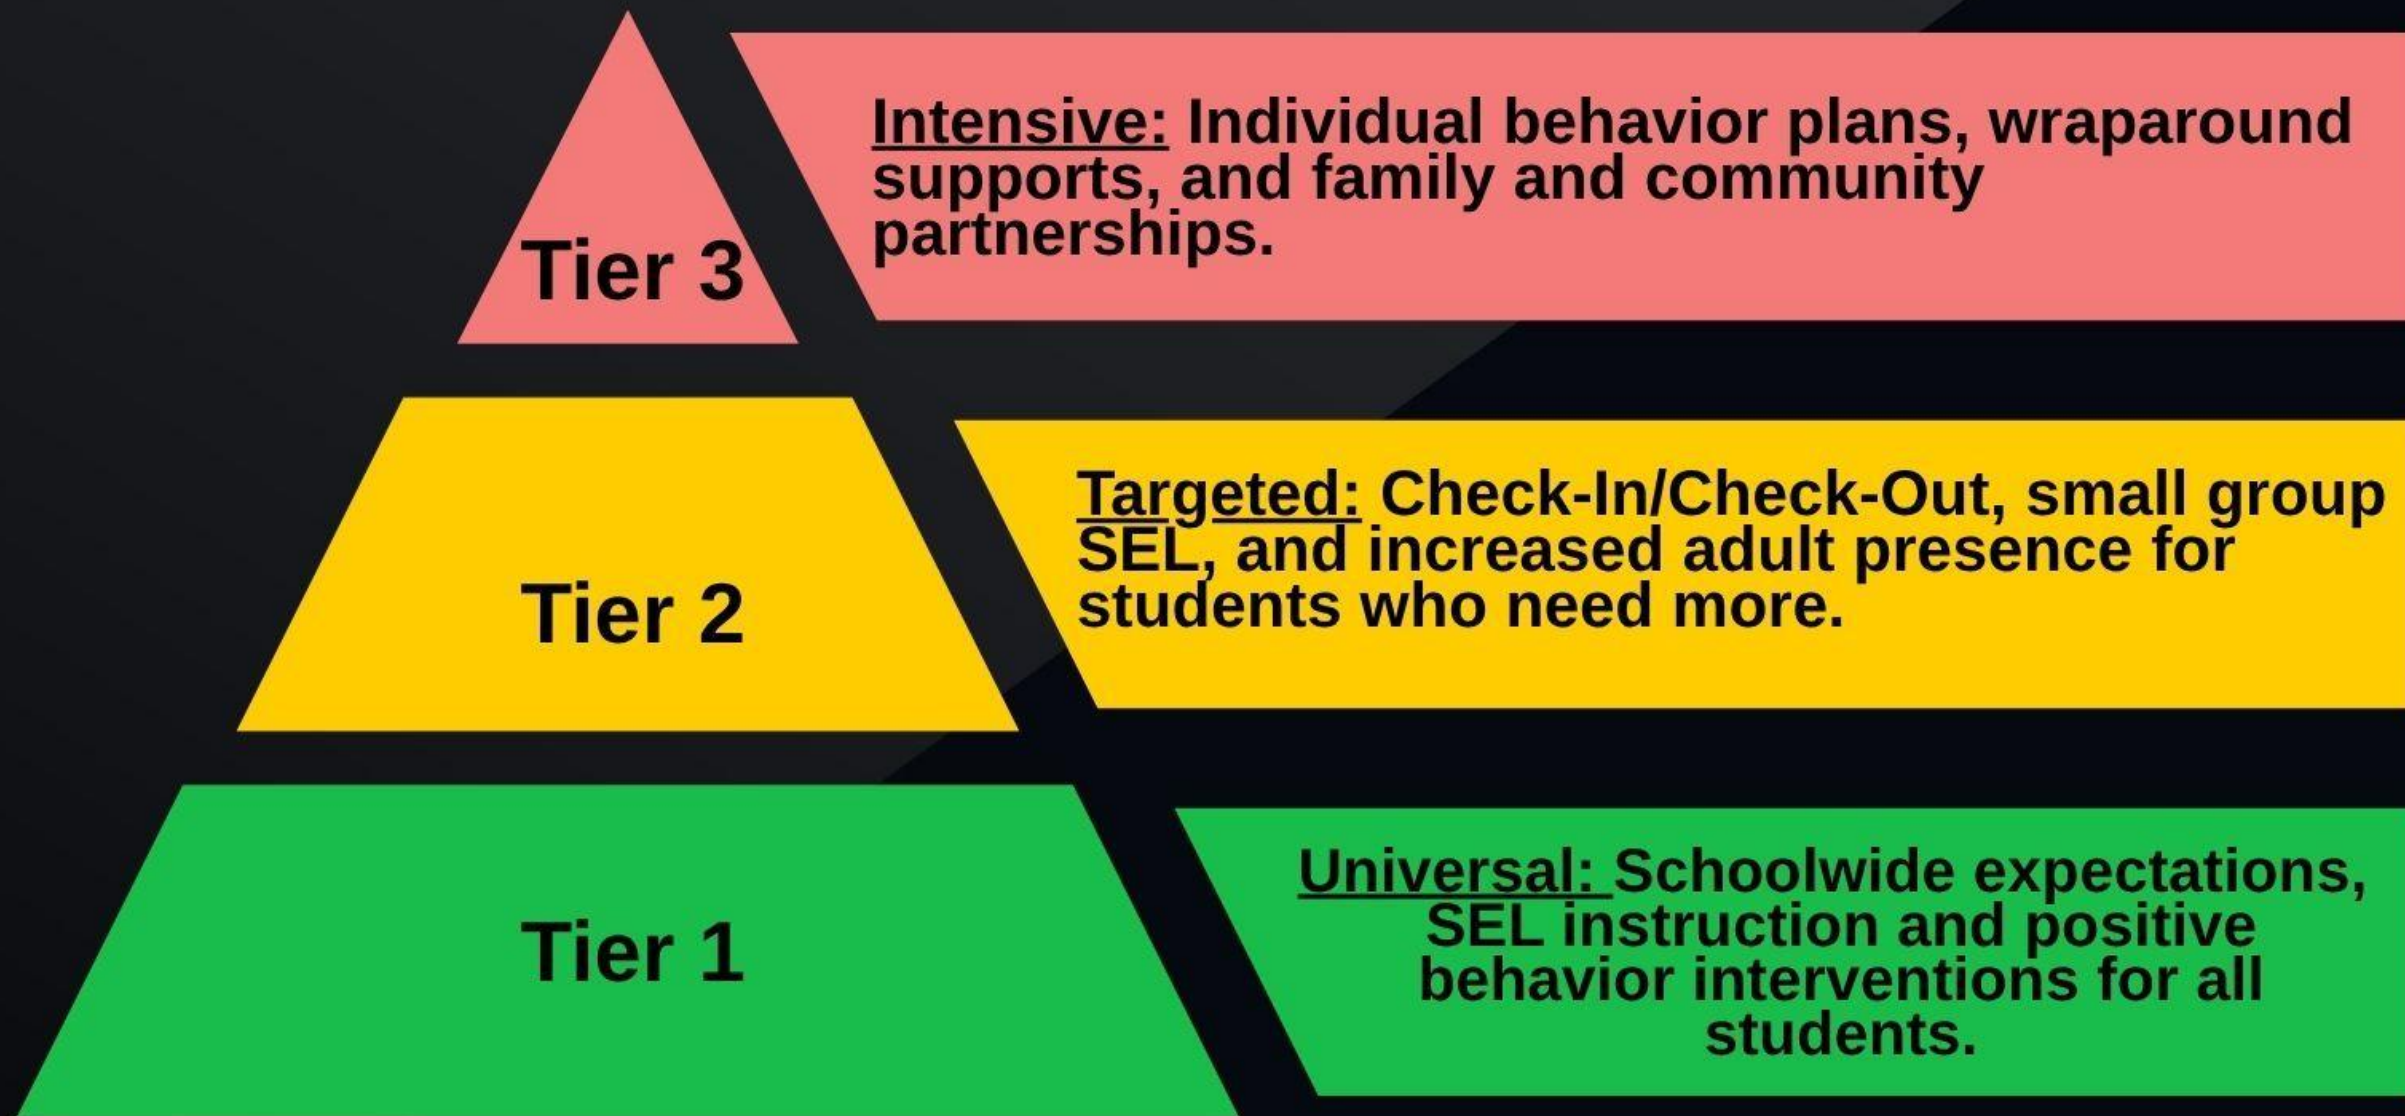 Tier 3
Intensive: Individual behavior plans, wraparound
supports, and family and community
partnerships.
Tier 2
Targeted: Check-In/Check-Out, small group
SEL, and increased adult presence for
students who need more.
Tier 1
Universal: Schoolwide expectations,
SEL instruction and positive
behavior interventions for all
students.